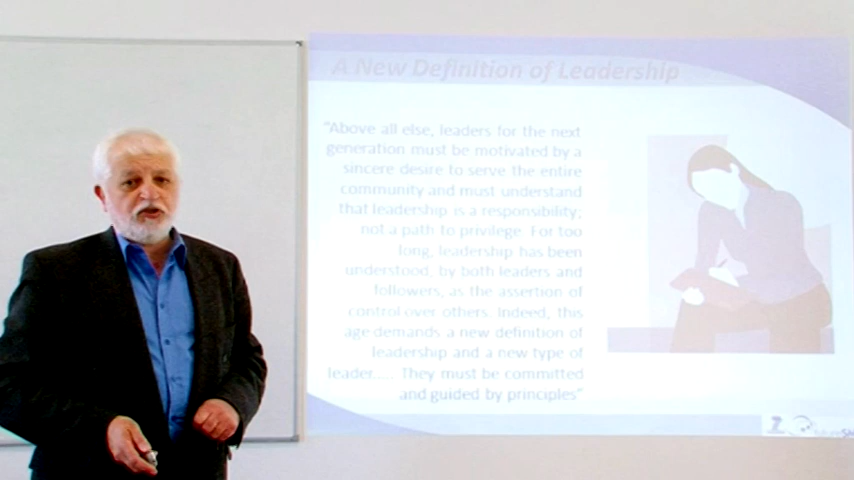 A New Definition of Leadership
"Above all else, leaders for the next
generation must be motivated by a
sincere desire to serve the entire
community and must understand
that leadership is a responsibility;
not a path to privilege. For too
long, leadership has been
understood, by both leaders and
followers, as the assertion of
control over others. Indeed, this
age demands a new definition of
leadership and a new type of
leader..... They must be committed
and guided by principles"